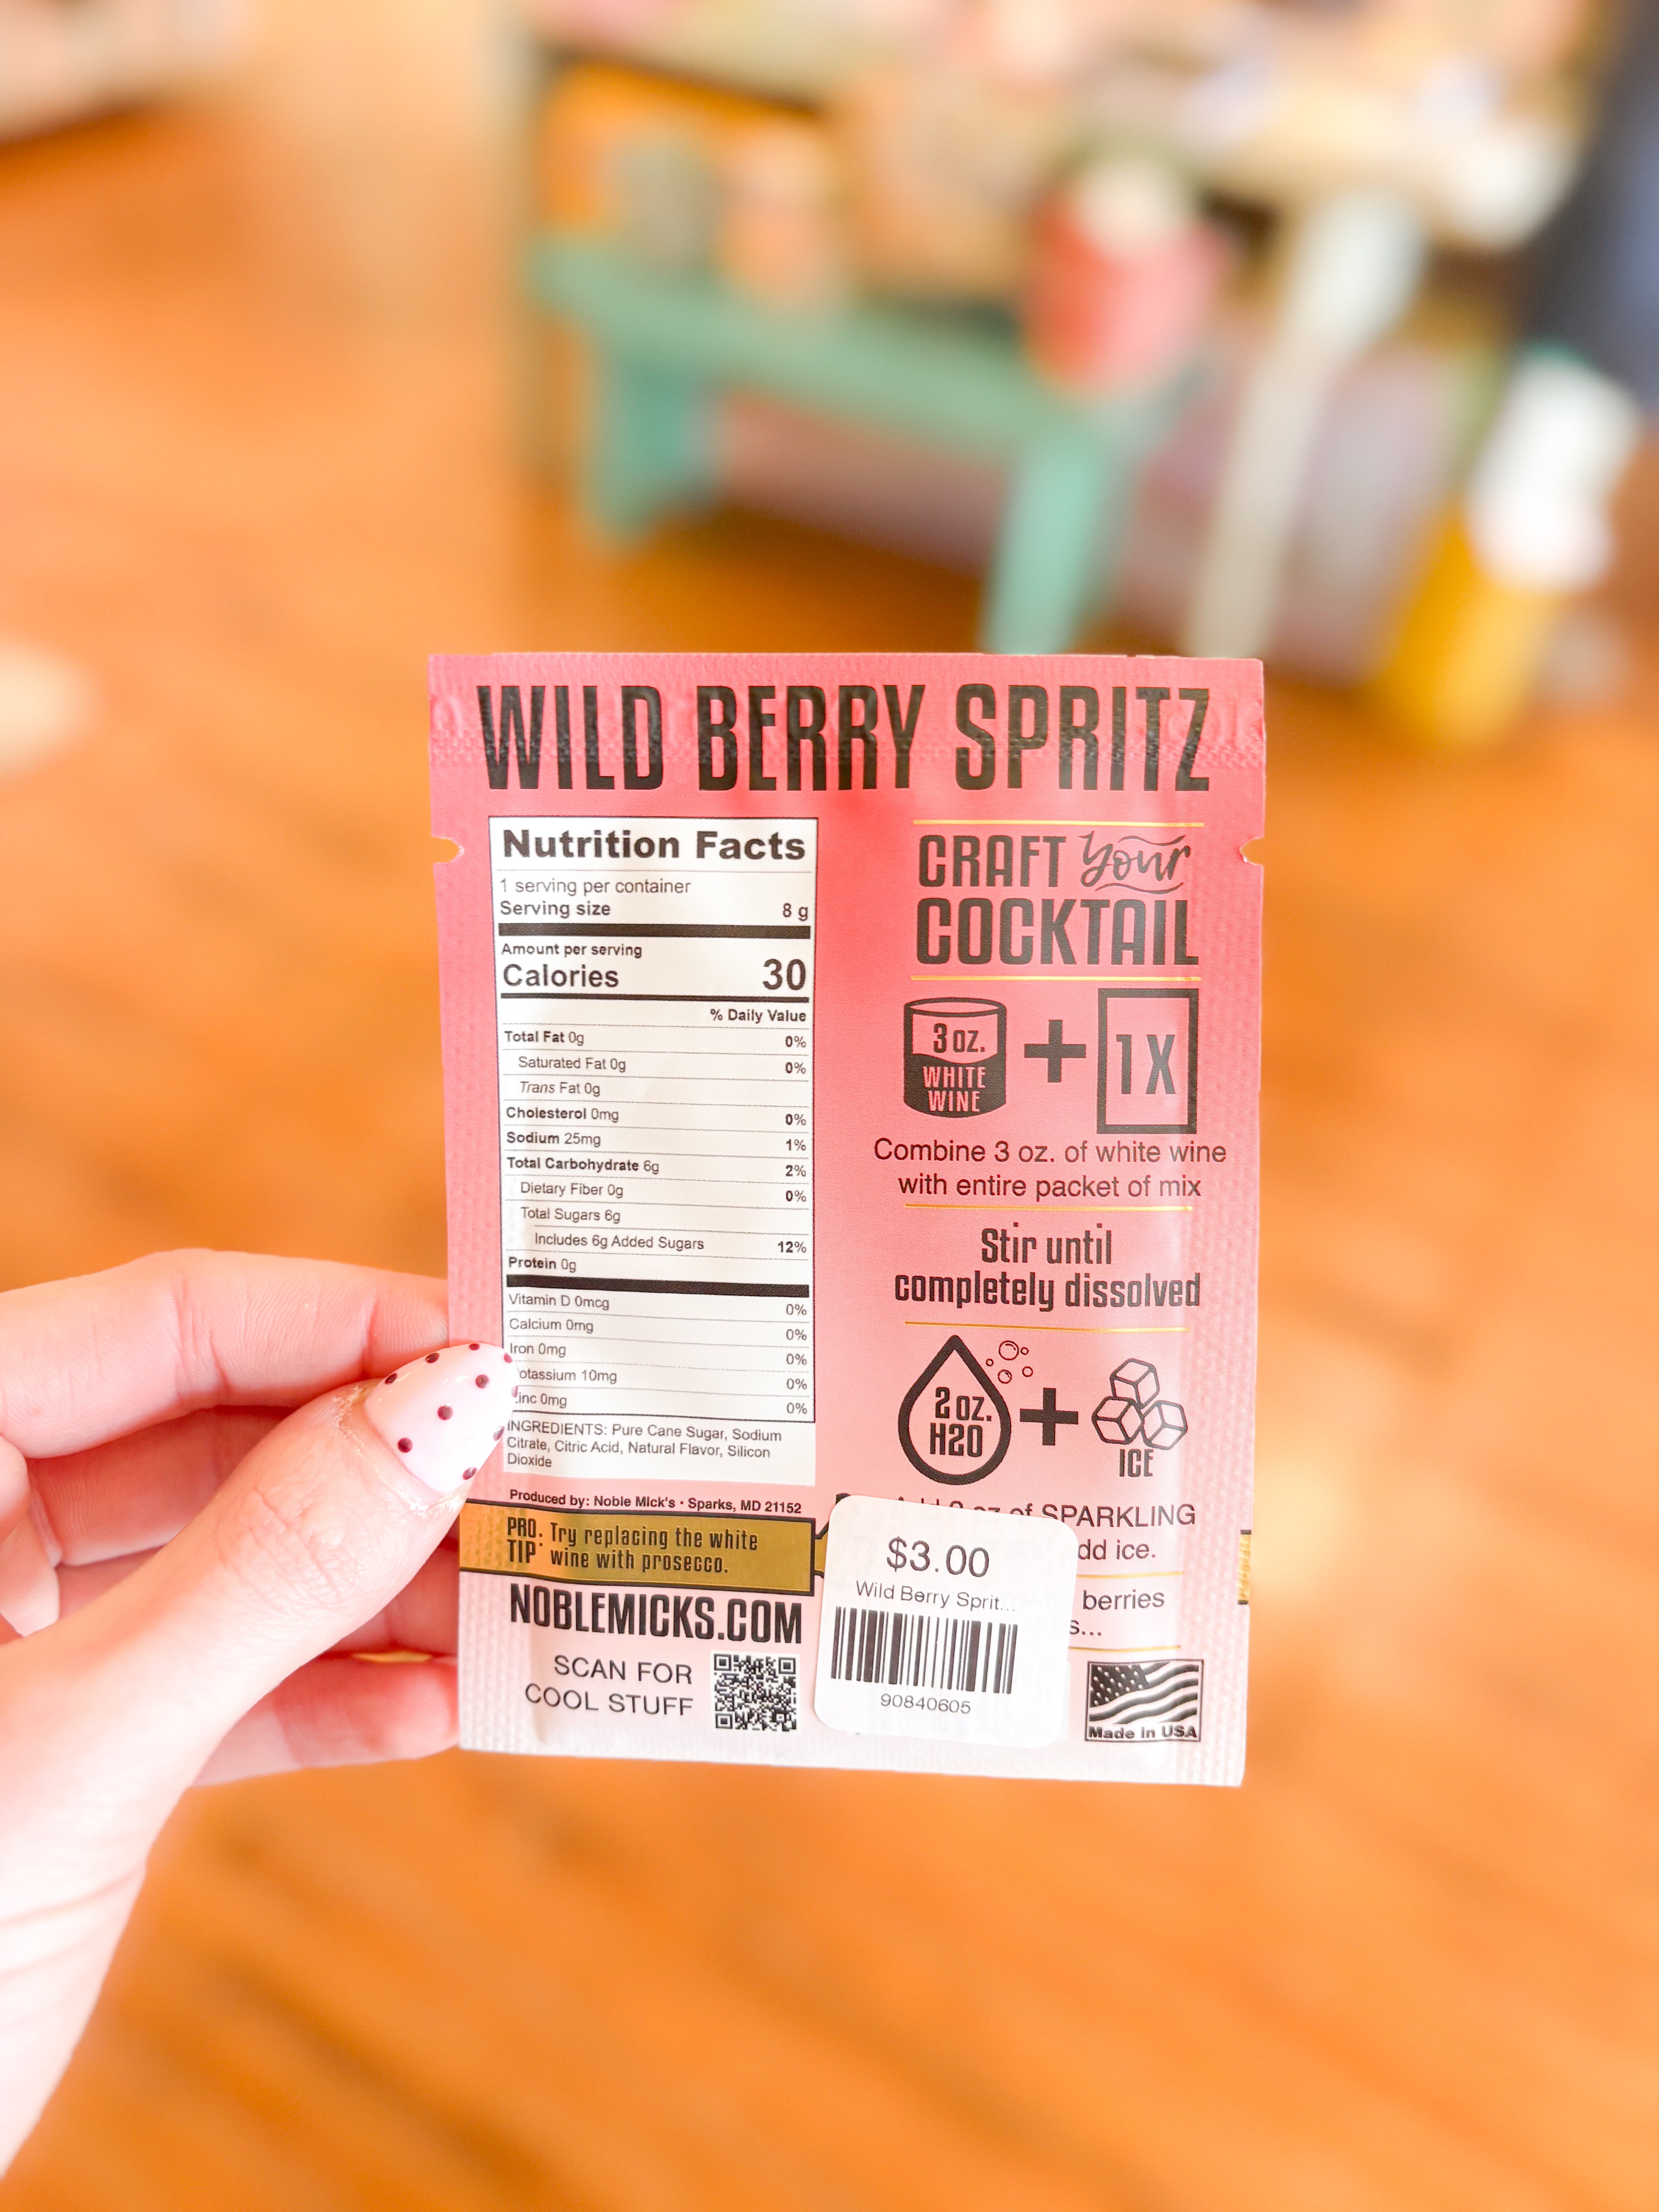 WILD BERRY SPRITZ
Nutrition Facts
1 serving per container
Serving size 8 g
Amount per serving
Calories 30
% Daily Value
Total Fat 0g 0%
Saturated Fat 0g 0%
Trans Fat 0g
Cholesterol 0mg 0%
Sodium 25mg 1%
Total Carbohydrate 6g 2%
Dietary Fiber 0g 0%
Total Sugars 6g
Includes 6g Added Sugars 12%
Protein 0g
Vitamin D 0mcg 0%
Calcium 0mg 0%
Iron 0mg 0%
otassium 10mg 0%
inc 0mg 0%
INGREDIENTS: Pure Cane Sugar, Sodium
Citrate, Citric Acid, Natural Flavor, Silicon
Dioxide
Produced by: Noble Mick's • Sparks, MD 21152
PRO. Try replacing the white
TIP wine with prosecco.
NOBLEMICKS.COM
SCAN FOR
COOL STUFF
CRAFT your
COCKTAIL
3 OZ.
WHITE
WINE
+
1X
Combine 3 oz. of white wine
with entire packet of mix
Stir until
completely dissolved
2 OZ.
H20
+
ICE
of SPARKLING
dd ice.
berries
s...
$3.00
Wild Berry Sprit...
90840605
Made in USA